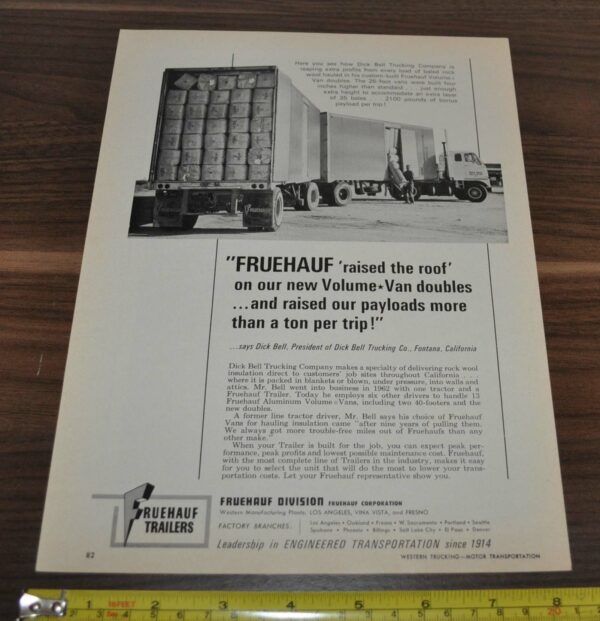 Here you see how Dick Bell Trucking Company is
reaping extra profits from every load of baled rock
wool hauled in his custom-built Fruehauf Volume★
Van doubles. The 26-foot vans were built four
inches higher than standard . . . just enough
extra height to accommodate an extra layer
of 35 bales . . . 2100 pounds of bonus
payload per trip!
"FRUEHAUF 'raised the roof'
on our new Volume★Van doubles
...and raised our payloads more
than a ton per trip!"
...says Dick Bell, President of Dick Bell Trucking Co., Fontana, California
Dick Bell Trucking Company makes a specialty of delivering rock wool
insulation direct to customers' job sites throughout California . . .
where it is packed in blankets or blown, under pressure, into walls and
attics. Mr. Bell went into business in 1962 with one tractor and a
Fruehauf Trailer. Today he employs six other drivers to handle 13
Fruehauf Aluminum Volume★Vans, including two 40-footers and the
new doubles.
A former line tractor driver, Mr. Bell says his choice of Fruehauf
Vans for hauling insulation came "after nine years of pulling them.
We always got more trouble-free miles out of Fruehaufs than any
other make."
When your Trailer is built for the job, you can expect peak per-
formance, peak profits and lowest possible maintenance cost. Fruehauf,
with the most complete line of Trailers in the industry, makes it easy
for you to select the unit that will do the most to lower your trans-
portation costs. Let your Fruehauf representative show you.
FRUEHAUF
TRAILERS
FRUEHAUF DIVISION FRUEHAUF CORPORATION
Western Manufacturing Plants: LOS ANGELES, VINA VISTA, and FRESNO
FACTORY BRANCHES:
Los Angeles • Oakland • Fresno • W. Sacramento • Portland • Seattle
Spokane • Phoenix • Billings • Salt Lake City • El Paso • Denver
Leadership in ENGINEERED TRANSPORTATION since 1914
82
WESTERN TRUCKING—MOTOR TRANSPORTATION
1 16FEET 2 3 4 5 6 7 8